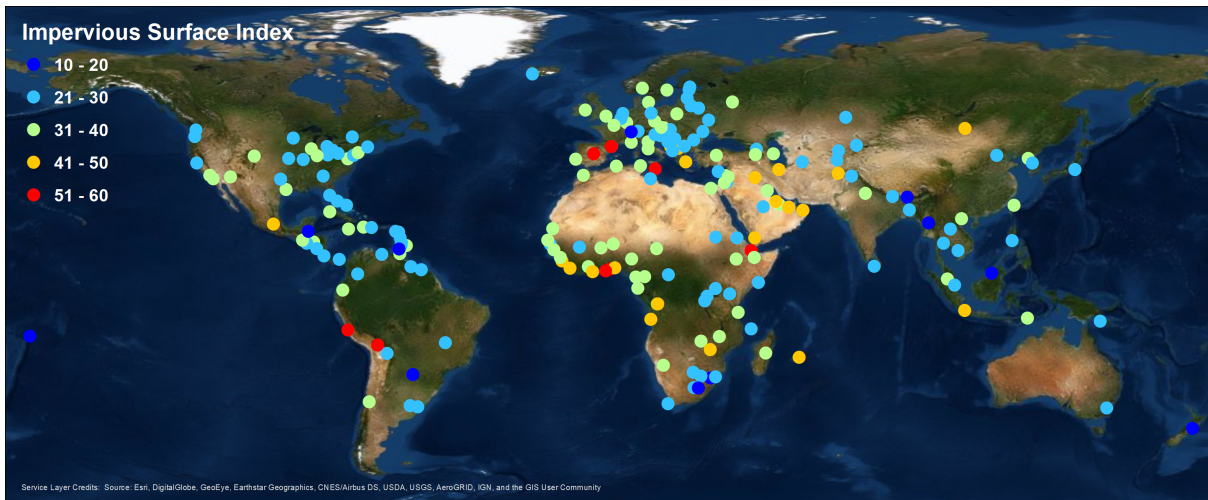 Impervious Surface Index
10 - 20
21 - 30
31 - 40
41 - 50
51 - 60
Service Layer Credits: Source: Esri, DigitalGlobe, GeoEye, Earthstar Geographics, CNES/Airbus DS, USDA, USGS, AeroGRID, IGN, and the GIS User Community